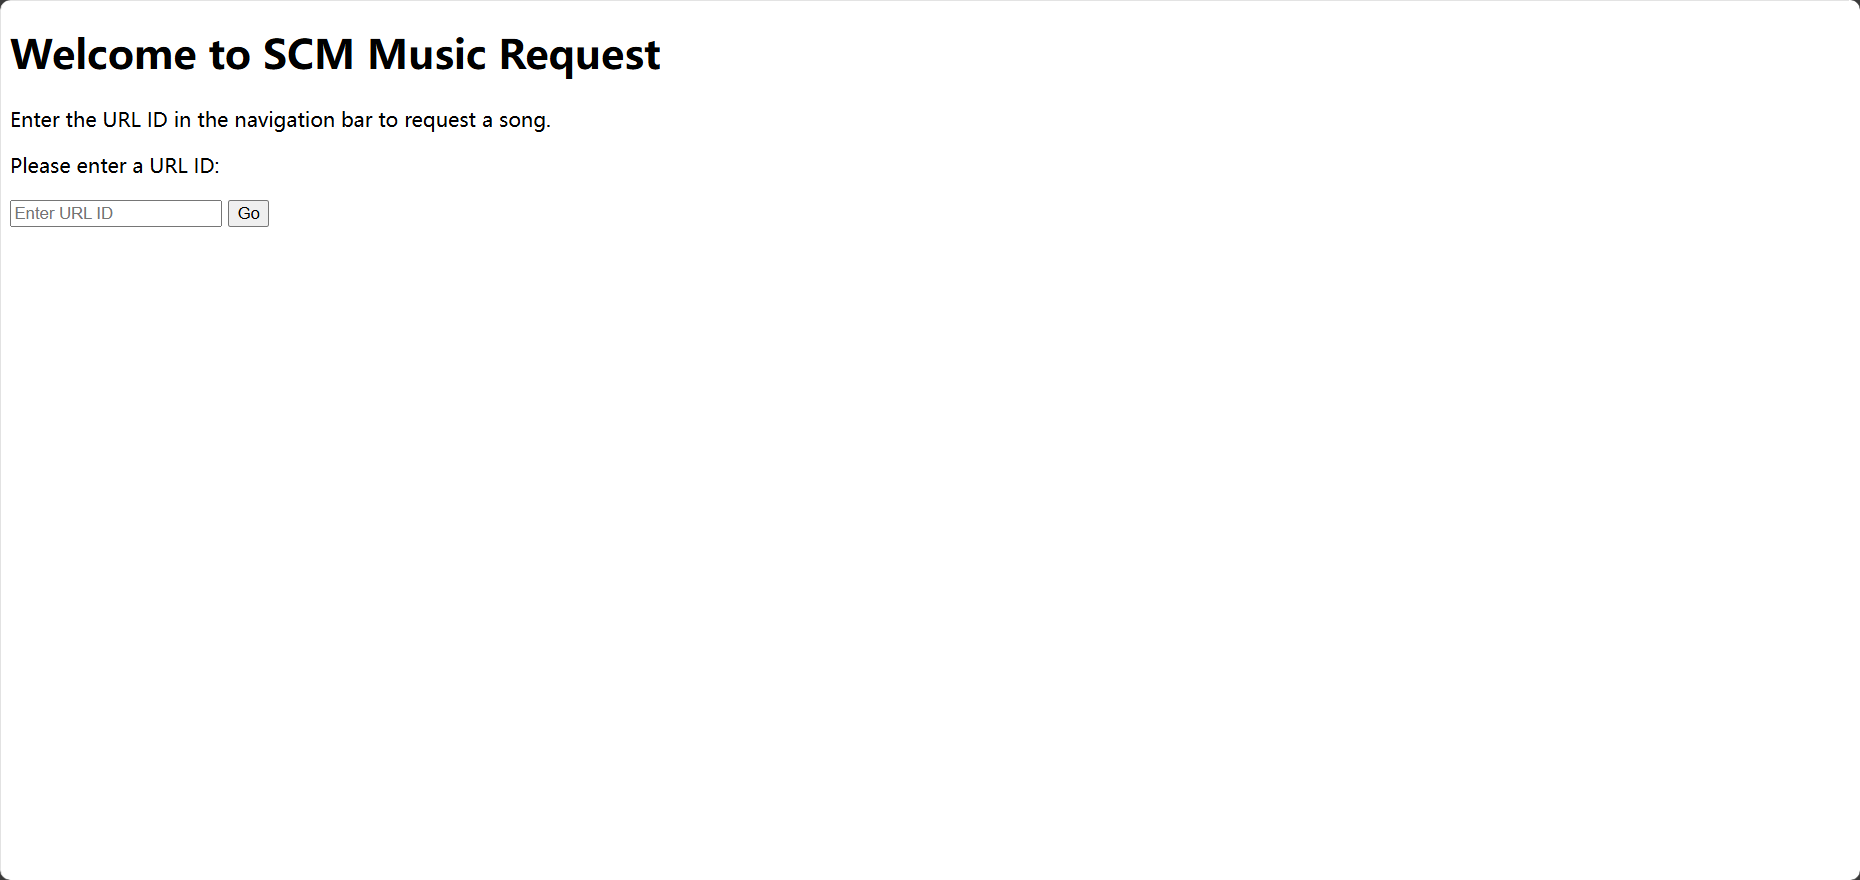 Welcome to SCM Music Request
Enter the URL ID in the navigation bar to request a song.
Please enter a URL ID:
Enter URL ID Go